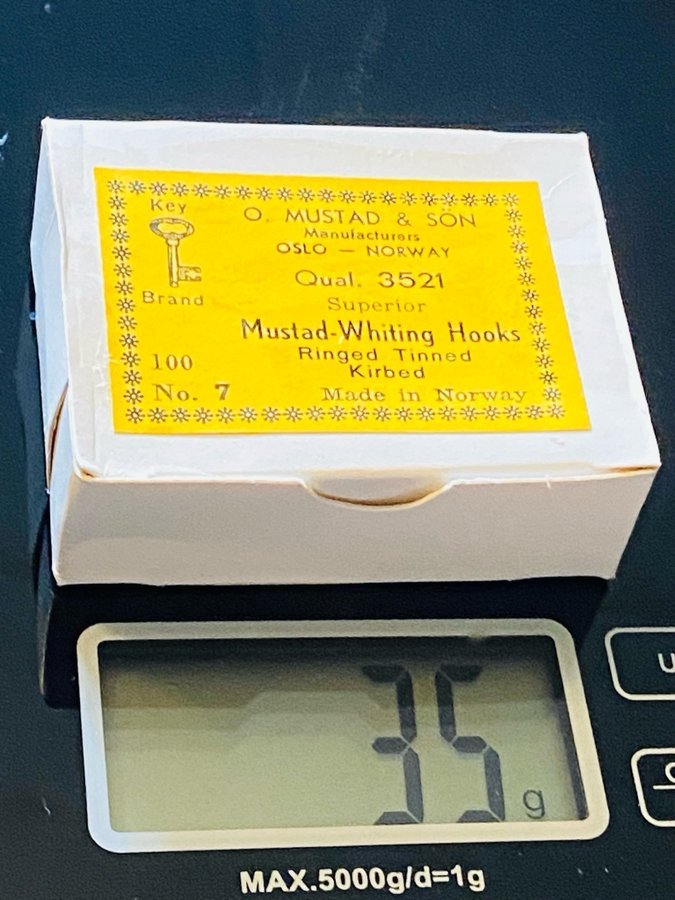 Key
Brand
O. MUSTAD & SÖN
Manufacturers
OSLO — NORWAY
Qual. 3521
Superior
Mustad-Whiting Hooks
Ringed Tinned
Kirbed
100
No. 7
Made in Norway
35 g
MAX.5000g/d=1g